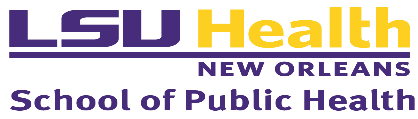 LSU Health
NEW ORLEANS
School of Public Health